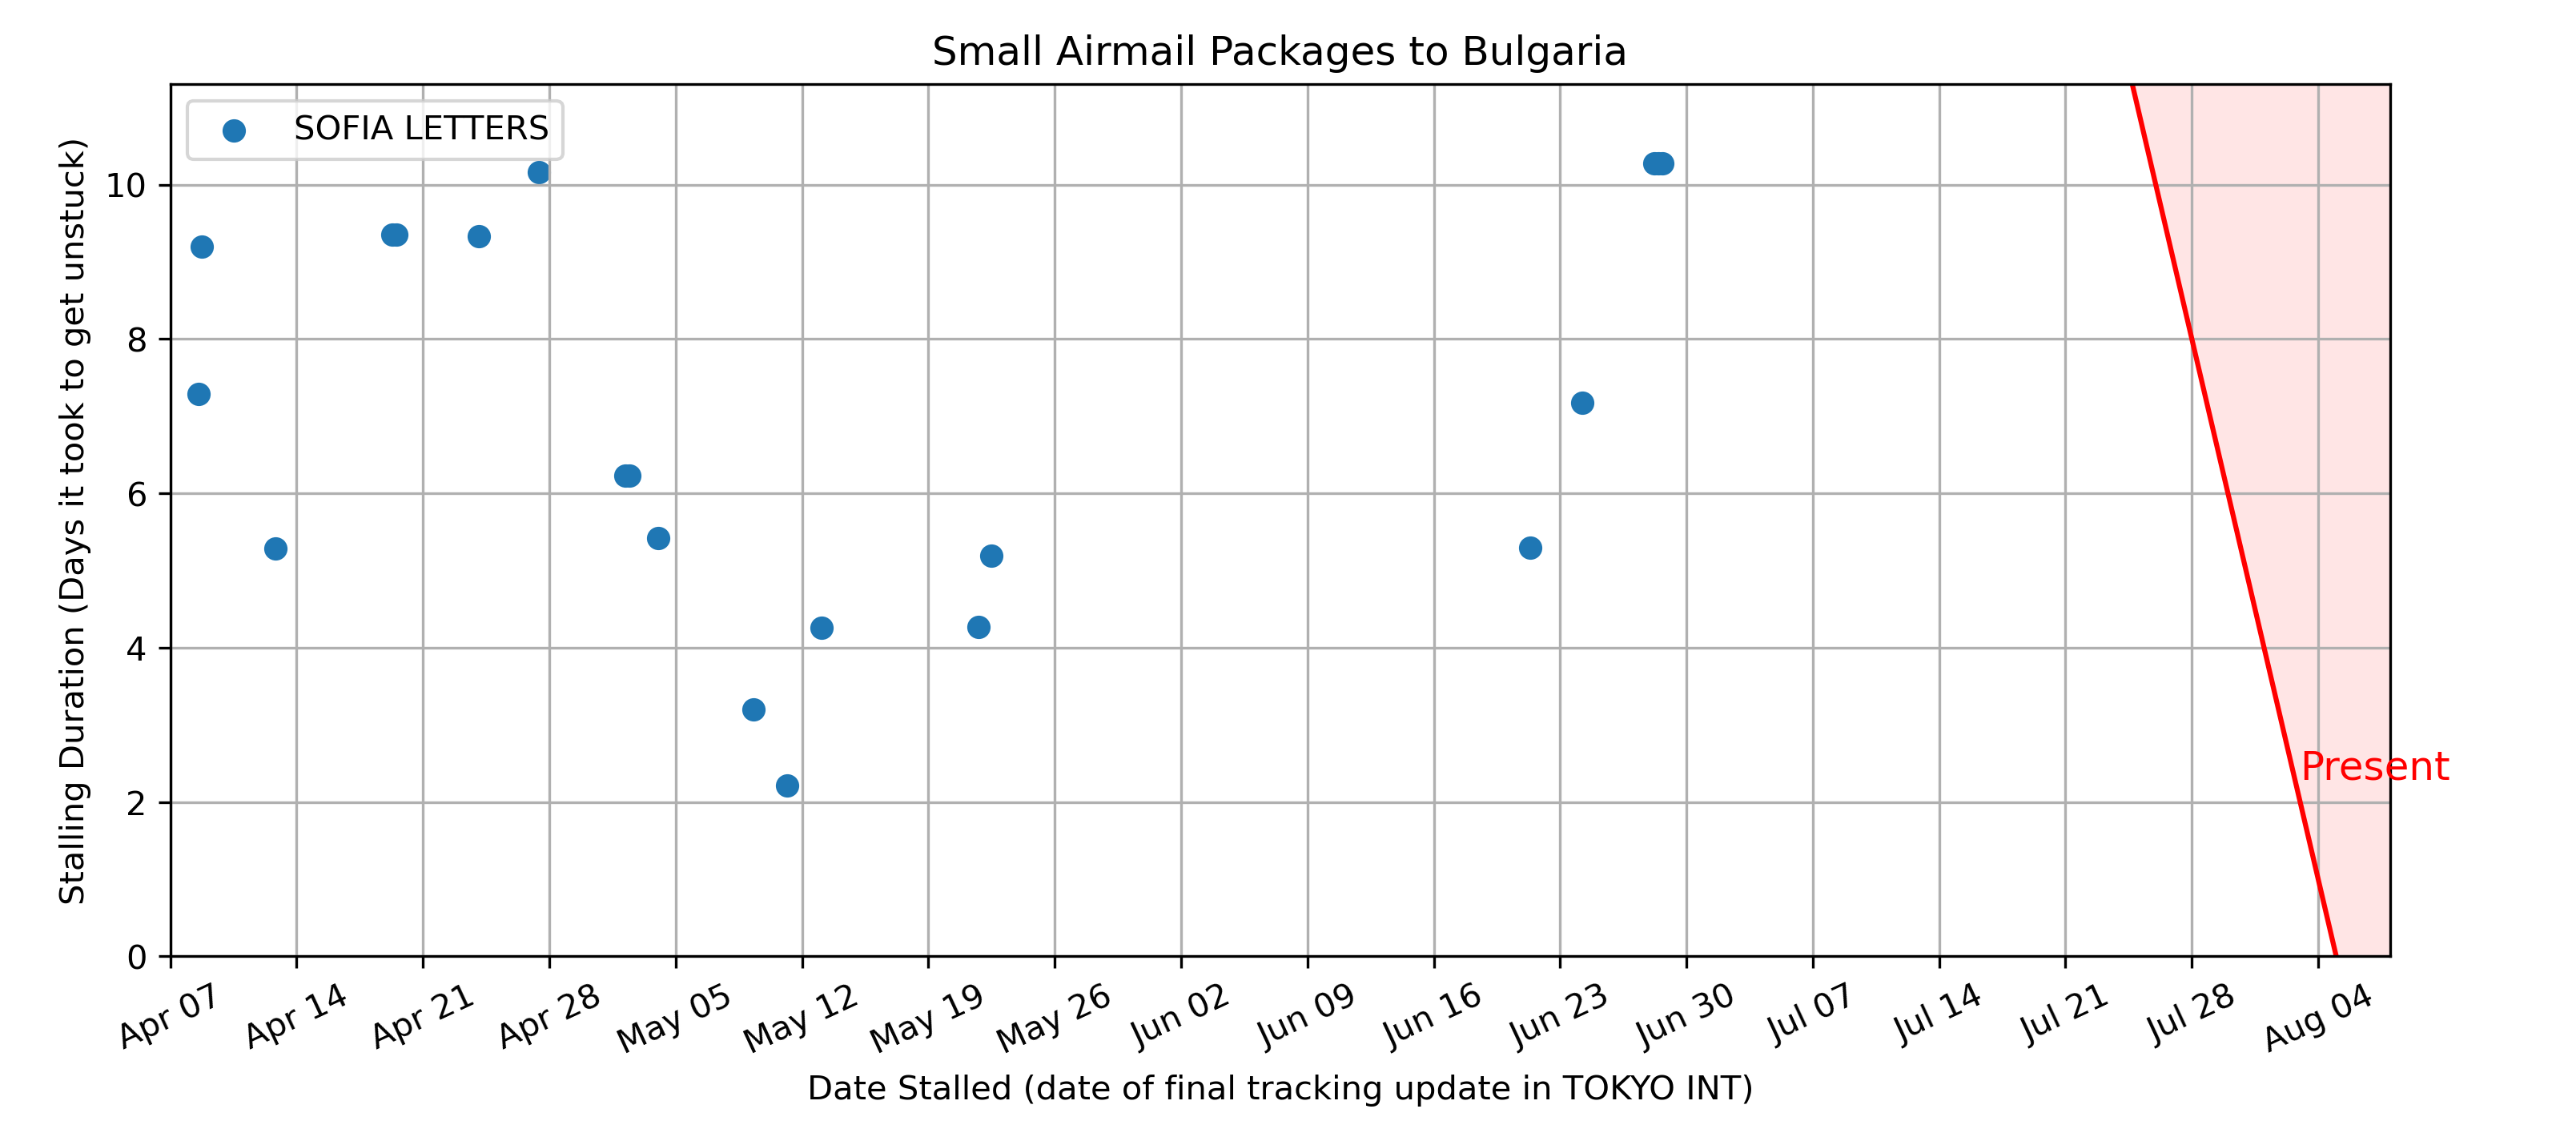 Small Airmail Packages to Bulgaria
SOFIA LETTERS
Stalling Duration (Days it took to get unstuck)
10
8
6
4
2
0
Present
Apr 07
Apr 14
Apr 21
Apr 28
May 05
May 12
May 19
May 26
Jun 02
Jun 09
Jun 16
Jun 23
Jun 30
Jul 07
Jul 14
Jul 21
Jul 28
Aug 04
Date Stalled (date of final tracking update in TOKYO INT)